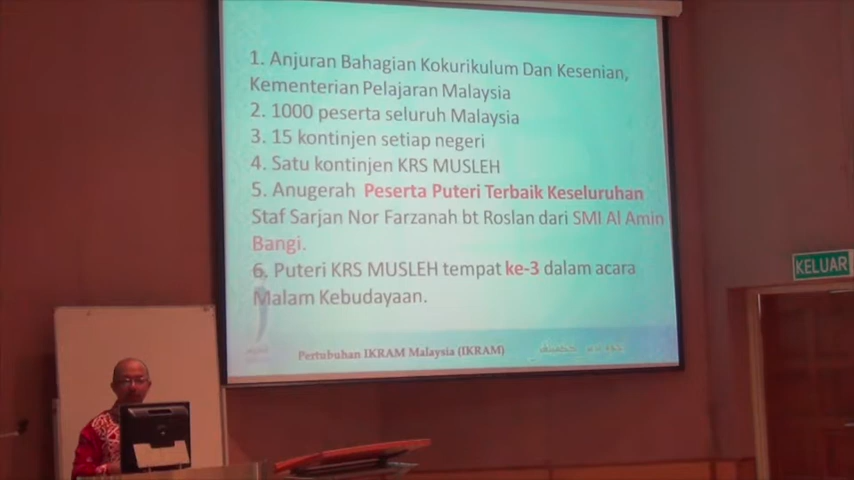 1. Anjuran Bahagian Kokurikulum Dan Kesenian,
Kementerian Pelajaran Malaysia
2. 1000 peserta seluruh Malaysia
3. 15 kontinjen setiap negeri
4. Satu kontinjen KRS MUSLEH
5. Anugerah Peserta Puteri Terbaik Keseluruhan
Staf Sarjan Nor Farzanah bt Roslan dari SMI Al Amin
Bangi.
6. Puteri KRS MUSLEH tempat ke-3 dalam acara
Malam Kebudayaan.
Pertubuhan IKRAM Malaysia (IKRAM)
KELUAR